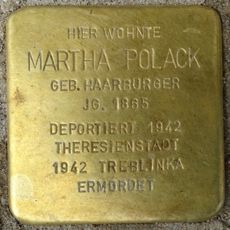 HIER WOHNTE
MARTHA POLACK
GEB. HAARBURGER
JG. 1865
DEPORTIERT 1942
THERESIENSTADT
1942 TREBLINKA
ERMORDET